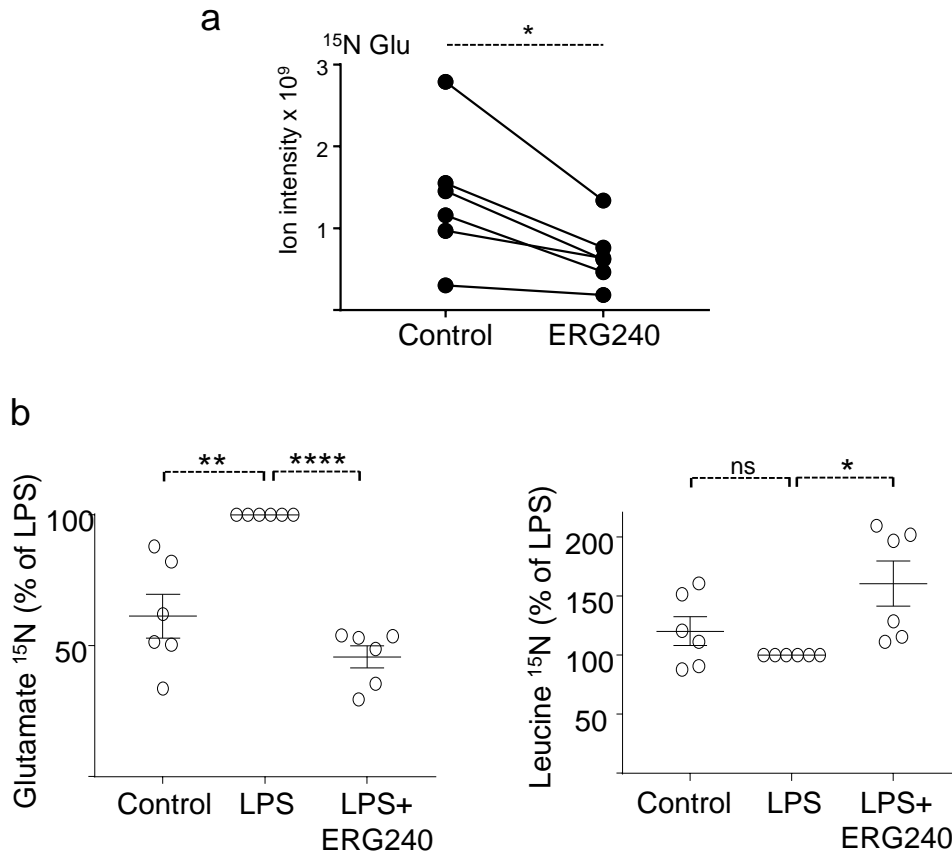 a
¹⁵N Glu
*
Ion intensity x 10⁹
3
2
1
Control
ERG240
b
Glutamate ¹⁵N (% of LPS)
**
****
100
50
Control
LPS
LPS+
ERG240
Leucine ¹⁵N (% of LPS)
ns
*
200
150
100
50
Control
LPS
LPS+
ERG240